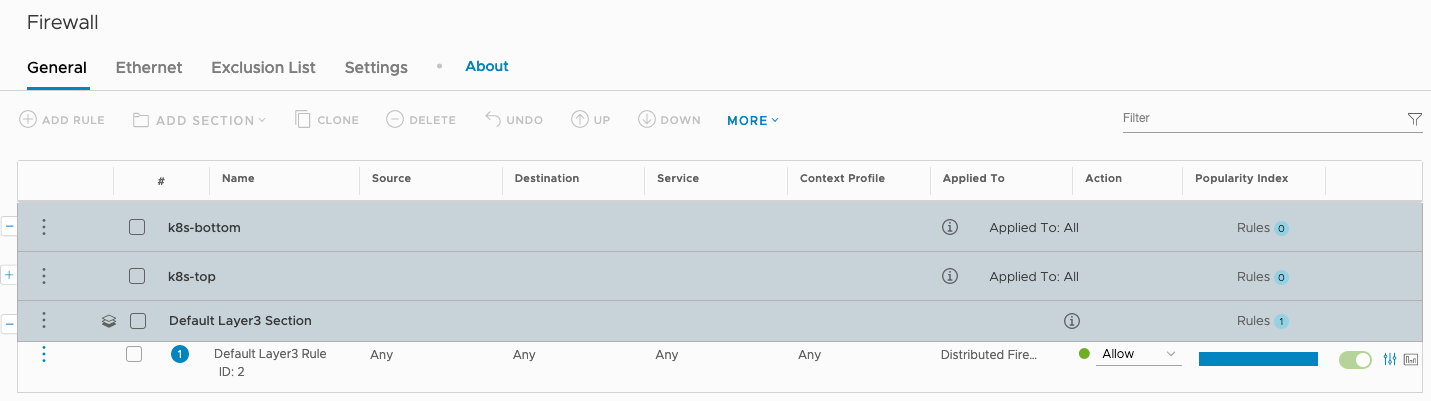 Firewall
General Ethernet Exclusion List Settings • About
ADD RULE ADD SECTION CLONE DELETE UNDO UP DOWN MORE Filter
# Name Source Destination Service Context Profile Applied To Action Popularity Index
k8s-bottom Applied To: All Rules 0
k8s-top Applied To: All Rules 0
Default Layer3 Section Rules 1
1 Default Layer3 Rule Any Any Any Any Distributed Fire... Allow
ID: 2